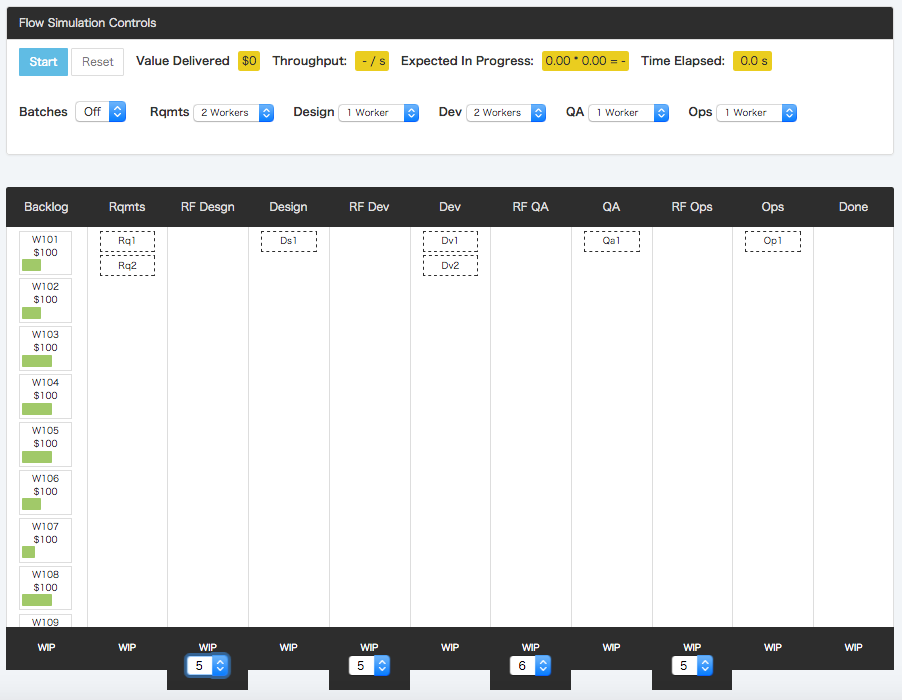 Flow Simulation Controls
Start Reset Value Delivered $0 Throughput: - / s Expected In Progress: 0.00 * 0.00 = - Time Elapsed: 0.0 s
Batches Off Rqmts 2 Workers Design 1 Worker Dev 2 Workers QA 1 Worker Ops 1 Worker
Backlog Rqmts RF Desgn Design RF Dev Dev RF QA QA RF Ops Ops Done
W101 Rq1 Ds1 Dv1 Qa1 Op1
$100
Rq2 Dv2
W102
$100
W103
$100
W104
$100
W105
$100
W106
$100
W107
$100
W108
$100
W109
WIP WIP WIP WIP WIP WIP WIP WIP WIP WIP WIP
5 5 6 5